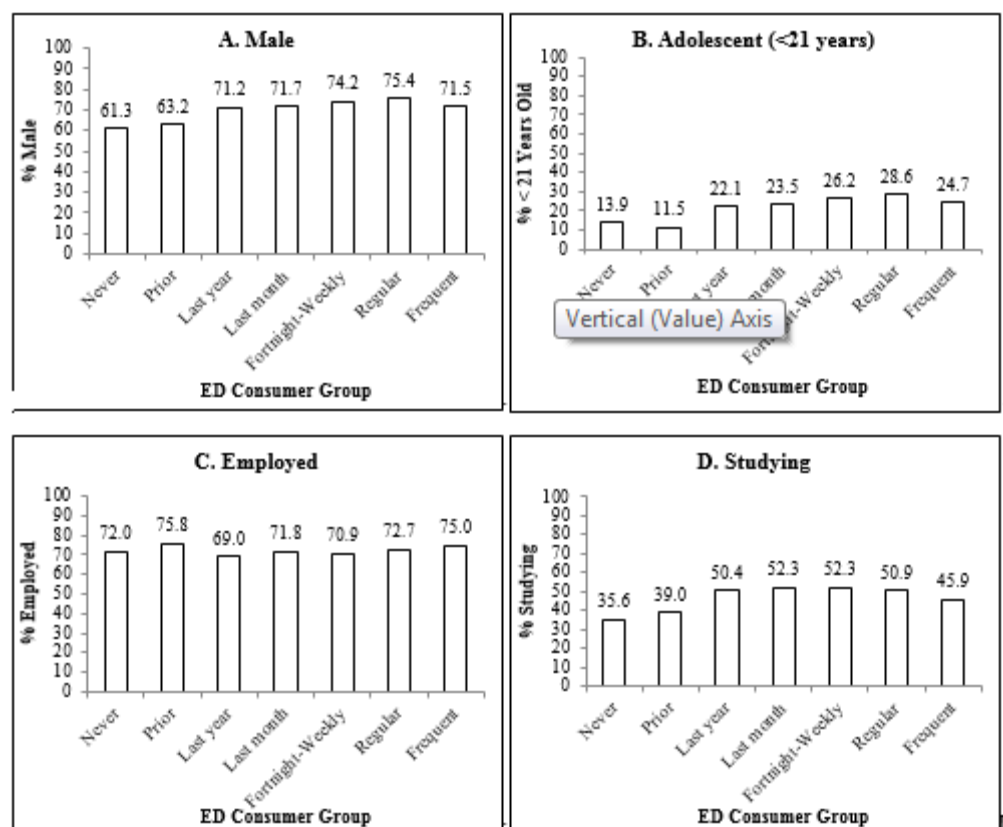 A. Male
% Male
100
90
80
70
60
50
40
30
20
10
0
61.3 63.2 71.2 71.7 74.2 75.4 71.5
Never Prior Last year Last month Fortnight-Weekly Regular Frequent
ED Consumer Group
B. Adolescent (<21 years)
% < 21 Years Old
100
90
80
70
60
50
40
30
20
10
0
13.9 11.5 22.1 23.5 26.2 28.6 24.7
Never Prior year month Weekly Regular Frequent
Vertical (Value) Axis
ED Consumer Group
C. Employed
% Employed
100
90
80
70
60
50
40
30
20
10
0
72.0 75.8 69.0 71.8 70.9 72.7 75.0
Never Prior Last year Last month Fortnight-Weekly Regular Frequent
ED Consumer Group
D. Studying
% Studying
100
90
80
70
60
50
40
30
20
10
0
35.6 39.0 50.4 52.3 52.3 50.9 45.9
Never Prior Last year Last month Fortnight-Weekly Regular Frequent
ED Consumer Group